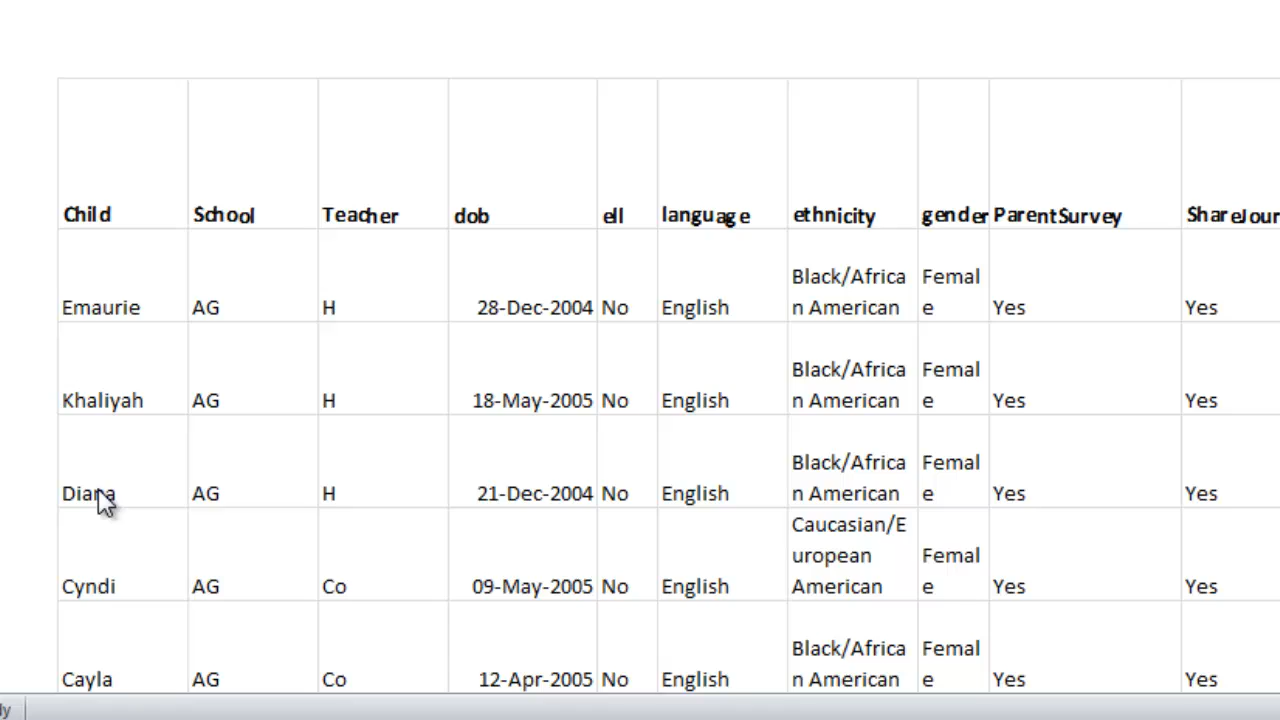 Child School Teacher dob ell language ethnicity gender ParentSurvey ShareJour
Emaurie AG H 28-Dec-2004 No English Black/Africa n American Femal e Yes Yes
Khaliyah AG H 18-May-2005 No English Black/Africa n American Femal e Yes Yes
Diana AG H 21-Dec-2004 No English Black/Africa n American Femal e Yes Yes
Cyndi AG Co 09-May-2005 No English Caucasian/E uropean American Femal e Yes Yes
Cayla AG Co 12-Apr-2005 No English Black/Africa n American Femal e Yes Yes